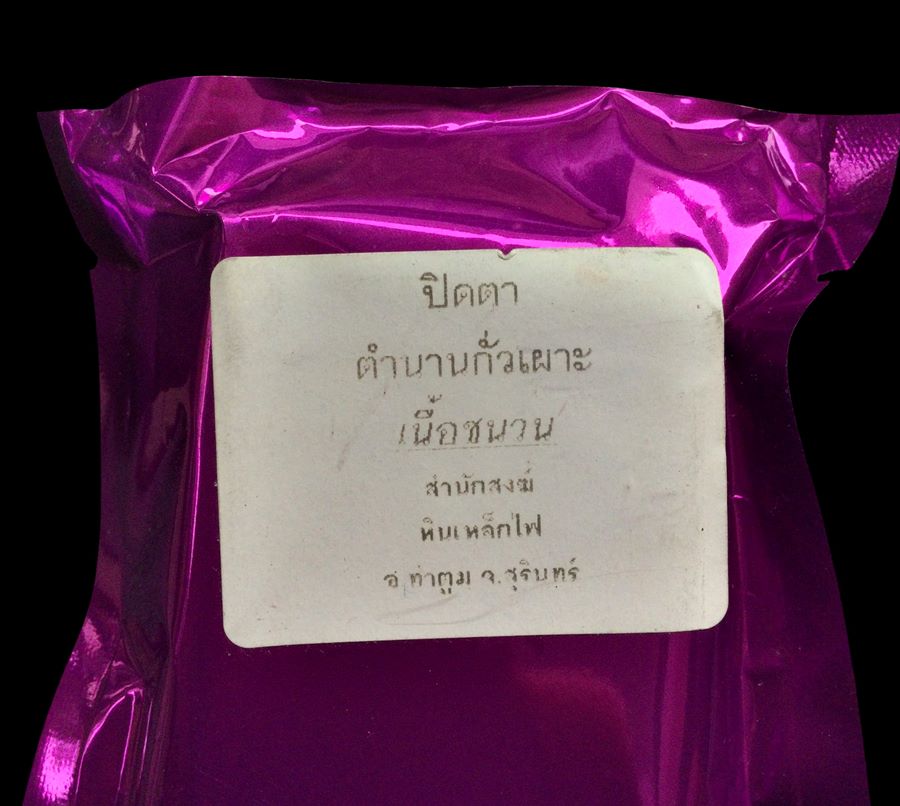 ปิดตา
ตำนานกั่วเผาะ
เนื้อชนวน
สำนักสงฆ์
หินเหล็กไฟ
อ.ท่าตูม จ.สุรินทร์